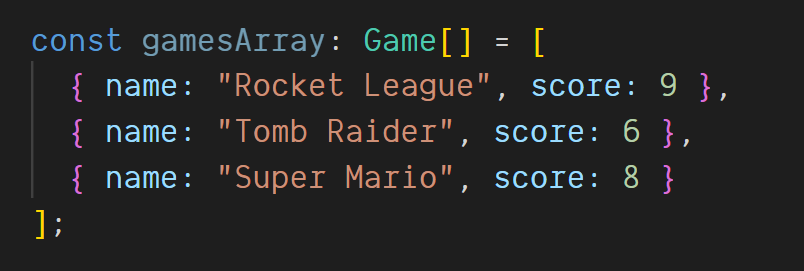 const gamesArray: Game[] = [
  { name: "Rocket League", score: 9 },
  { name: "Tomb Raider", score: 6 },
  { name: "Super Mario", score: 8 }
];